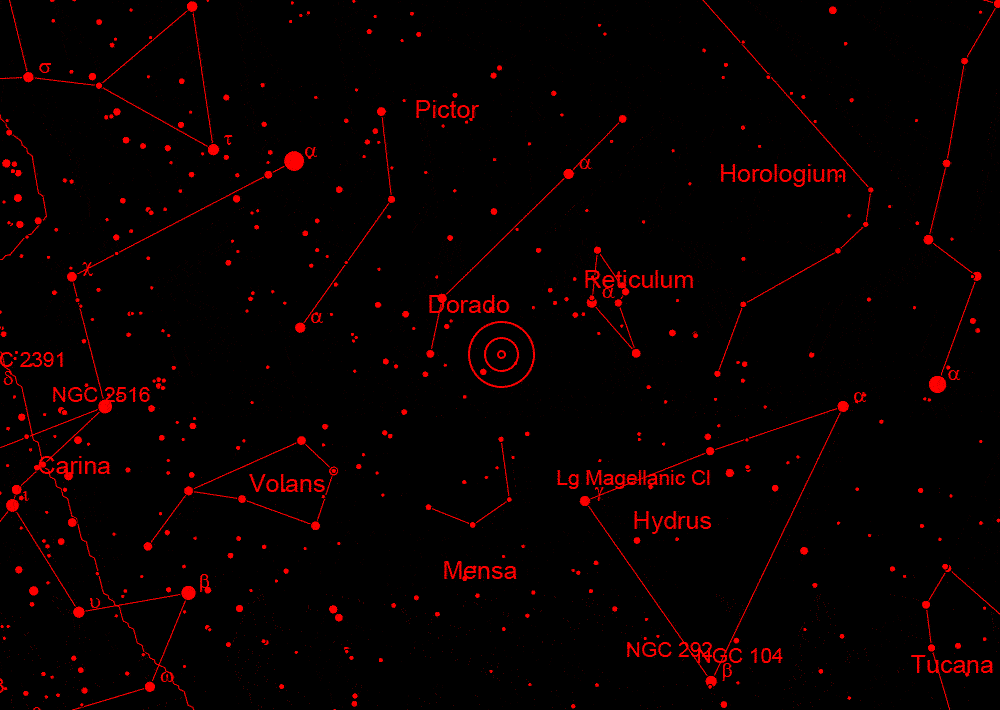 σ
Pictor
τ
α
α
Horologium
χ
Reticulum
α
Dorado
α
C 2391
δ
α
NGC 2516
α
Carina
Volans
Lg Magellanic Cl
γ
ι
Hydrus
Mensa
β
υ
NGC 292
NGC 104
Tucana
β
ω